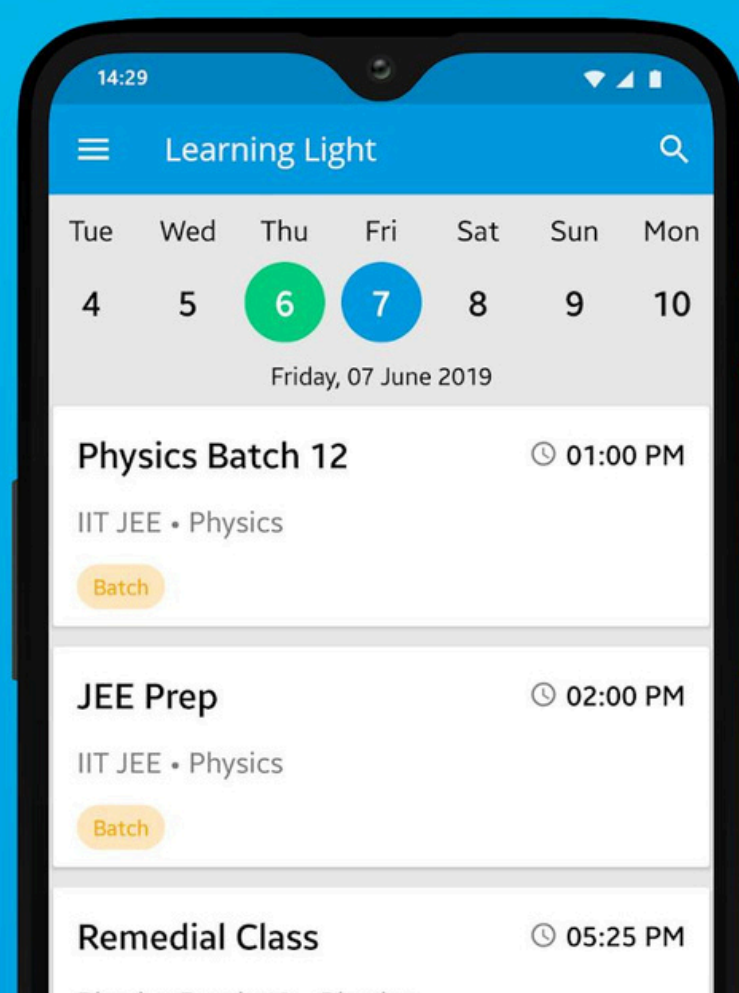 14:29
Learning Light
Tue Wed Thu Fri Sat Sun Mon
4 5 6 7 8 9 10
Friday, 07 June 2019
Physics Batch 12 01:00 PM
IIT JEE • Physics
Batch
JEE Prep 02:00 PM
IIT JEE • Physics
Batch
Remedial Class 05:25 PM